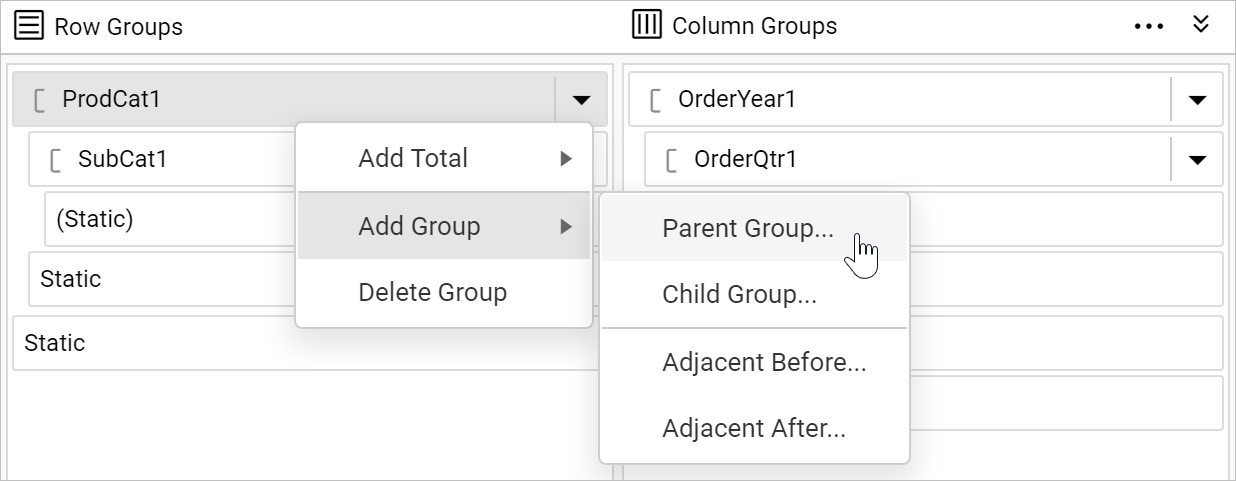 Row Groups
Column Groups
ProdCat1
OrderYear1
SubCat1
Add Total
OrderQtr1
(Static)
Add Group
Parent Group...
Static
Delete Group
Child Group...
Static
Adjacent Before...
Adjacent After...